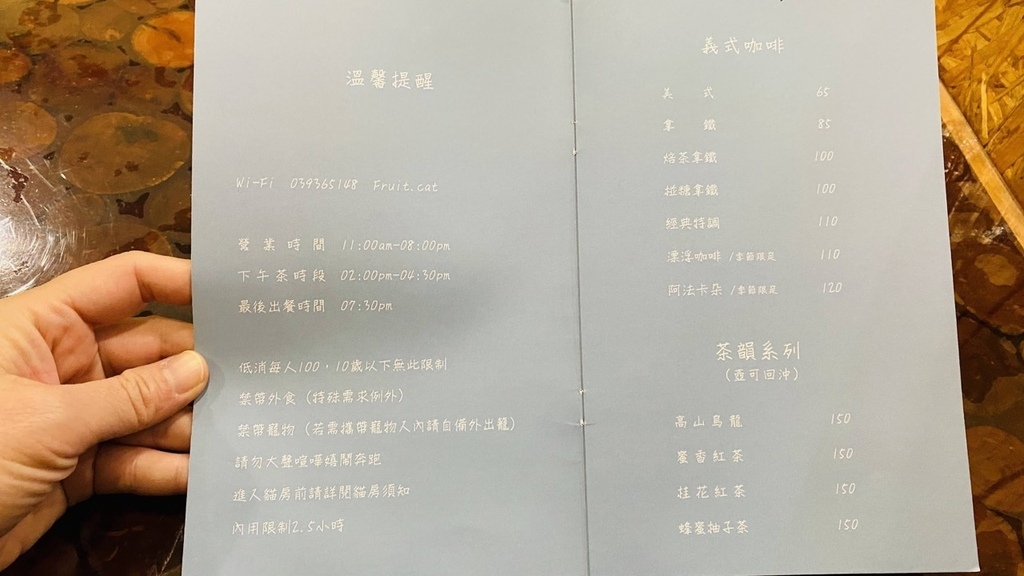 溫馨提醒
Wi-Fi 039365148 Fruit.cat
營業時間 11:00am-08:00pm
下午茶時段 02:00pm-04:30pm
最後出餐時間 07:30pm
低消每人100，10歲以下無此限制
禁帶外食（特殊需求例外）
禁帶寵物（若需攜帶寵物入內請自備外出籠）
請勿大聲喧嘩嬉鬧奔跑
進入貓房前請詳閱貓房須知
內用限制2.5小時
義式咖啡
美式 65
拿鐵 85
焙茶拿鐵 100
椪糖拿鐵 100
經典特調 110
漂浮咖啡 /季節限定 110
阿法卡朵 /季節限定 120
茶韻系列
（壺可回沖）
高山烏龍 150
蜜香紅茶 150
桂花紅茶 150
蜂蜜柚子茶 150